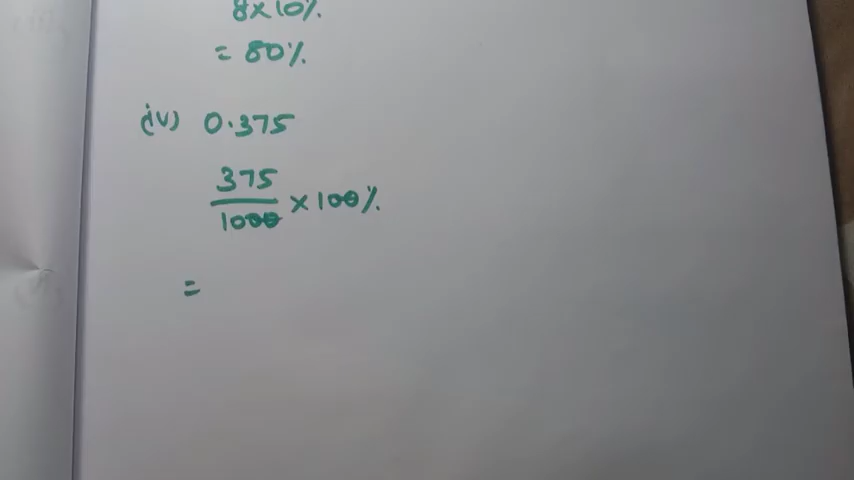 8×10%
= 80%
(iv) 0.375
375
1000 × 100%
=